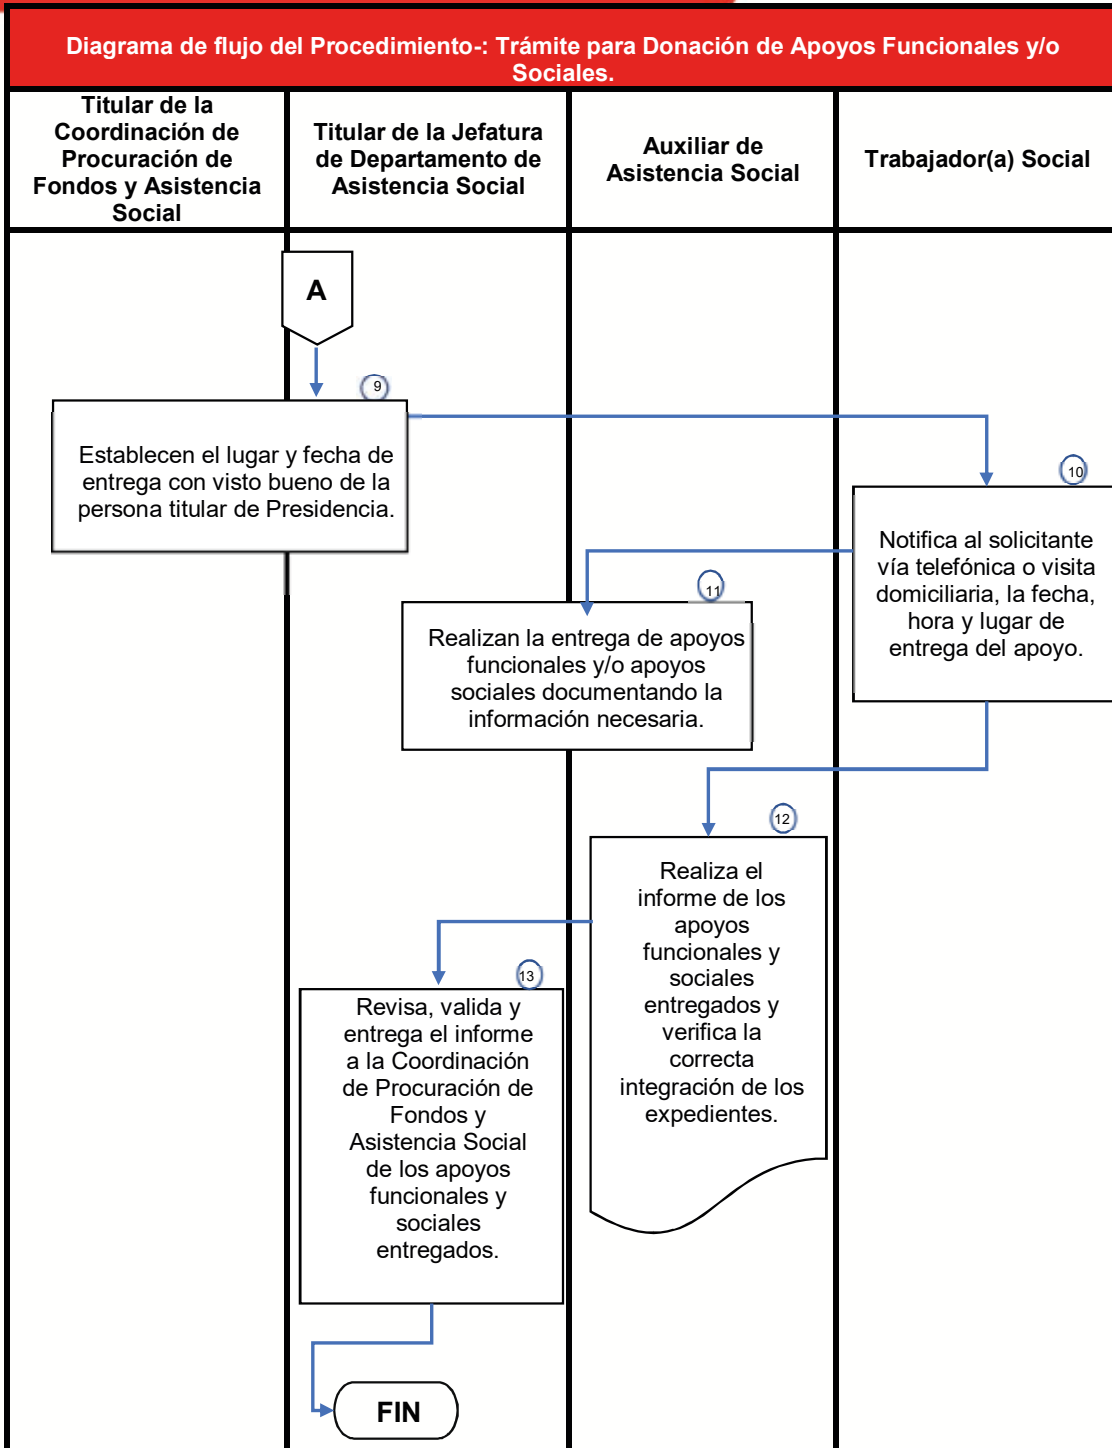 Diagrama de flujo del Procedimiento-: Trámite para Donación de Apoyos Funcionales y/o
Sociales.
Titular de la
Coordinación de
Procuración de
Fondos y Asistencia
Social
Titular de la Jefatura
de Departamento de
Asistencia Social
Auxiliar de
Asistencia Social
Trabajador(a) Social
A
9
Establecen el lugar y fecha de
entrega con visto bueno de la
persona titular de Presidencia.
10
Notifica al solicitante
vía telefónica o visita
domiciliaria, la fecha,
hora y lugar de
entrega del apoyo.
11
Realizan la entrega de apoyos
funcionales y/o apoyos
sociales documentando la
información necesaria.
12
Realiza el
informe de los
apoyos
funcionales y
sociales
entregados y
verifica la
correcta
integración de los
expedientes.
13
Revisa, valida y
entrega el informe
a la Coordinación
de Procuración de
Fondos y
Asistencia Social
de los apoyos
funcionales y
sociales
entregados.
FIN